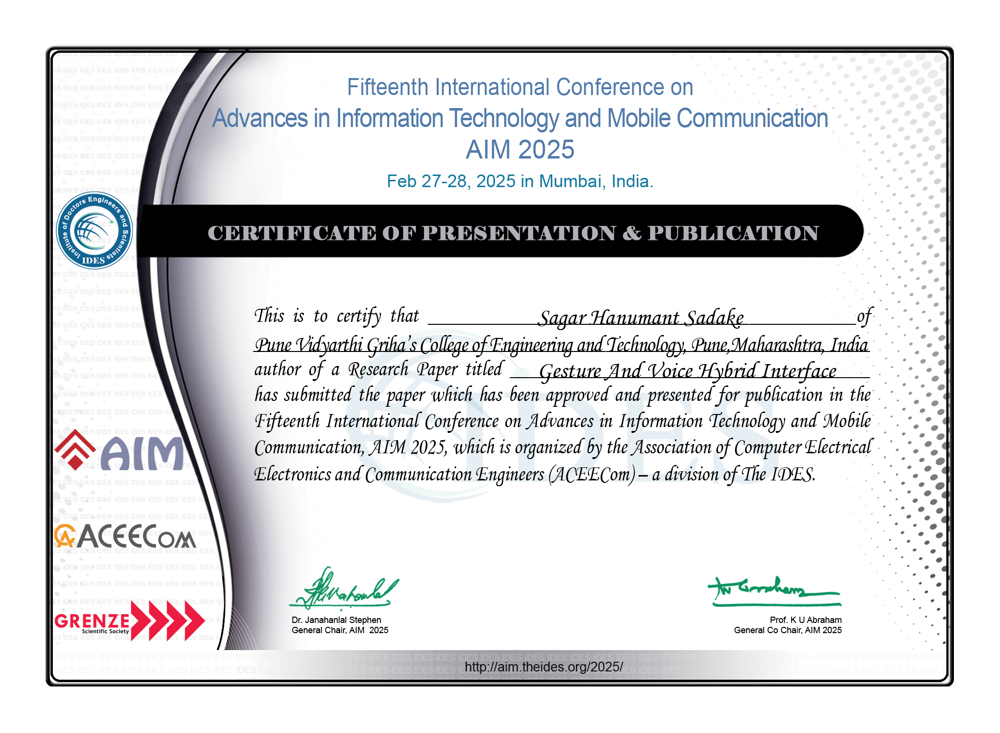 Fifteenth International Conference on
Advances in Information Technology and Mobile Communication
AIM 2025
Feb 27-28, 2025 in Mumbai, India.
Institute of Doctors Engineers and Scientists
IDES
CERTIFICATE OF PRESENTATION & PUBLICATION
This is to certify that Sagar Hanumant Sadake of
Pune Vidyarthi Griha's College of Engineering and Technology, Pune,Maharashtra, India
author of a Research Paper titled Gesture And Voice Hybrid Interface
has submitted the paper which has been approved and presented for publication in the
Fifteenth International Conference on Advances in Information Technology and Mobile
Communication, AIM 2025, which is organized by the Association of Computer Electrical
Electronics and Communication Engineers (ACEECom) – a division of The IDES.
IDES
AIM
ACEECOM
GRENZE
Scientific Society
Dr. Janahanlal Stephen
General Chair, AIM 2025
Prof. K U Abraham
General Co Chair, AIM 2025
http://aim.theides.org/2025/